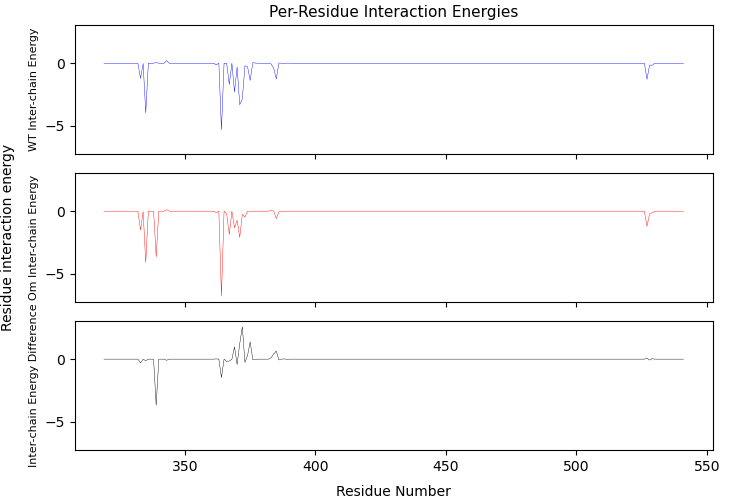 Per-Residue Interaction Energies
WT Inter-chain Energy
0
−5
Residue interaction energy
Om Inter-chain Energy
0
−5
Inter-chain Energy Difference
0
−5
350
400
450
500
550
Residue Number